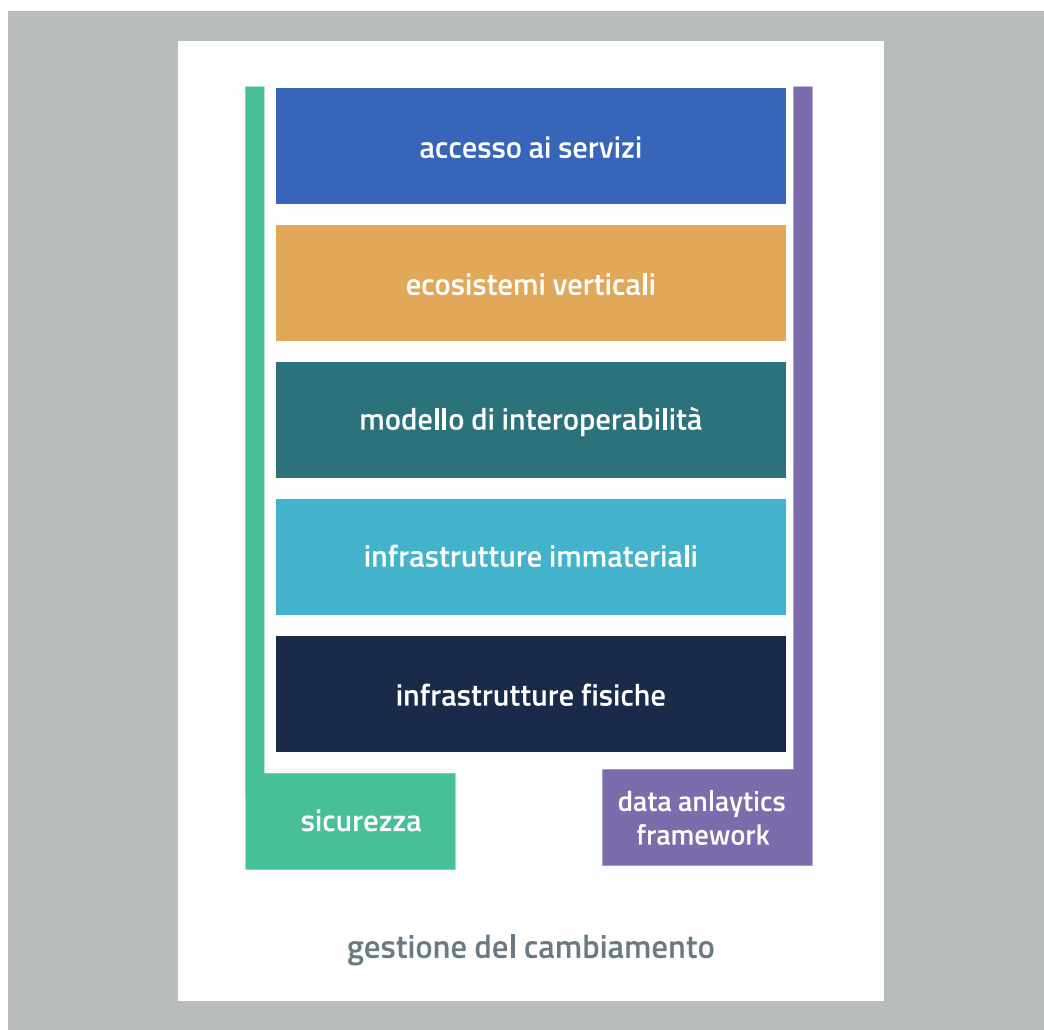 accesso ai servizi
ecosistemi verticali
modello di interoperabilità
infrastrutture immateriali
infrastrutture fisiche
sicurezza
data anlaytics
framework
gestione del cambiamento